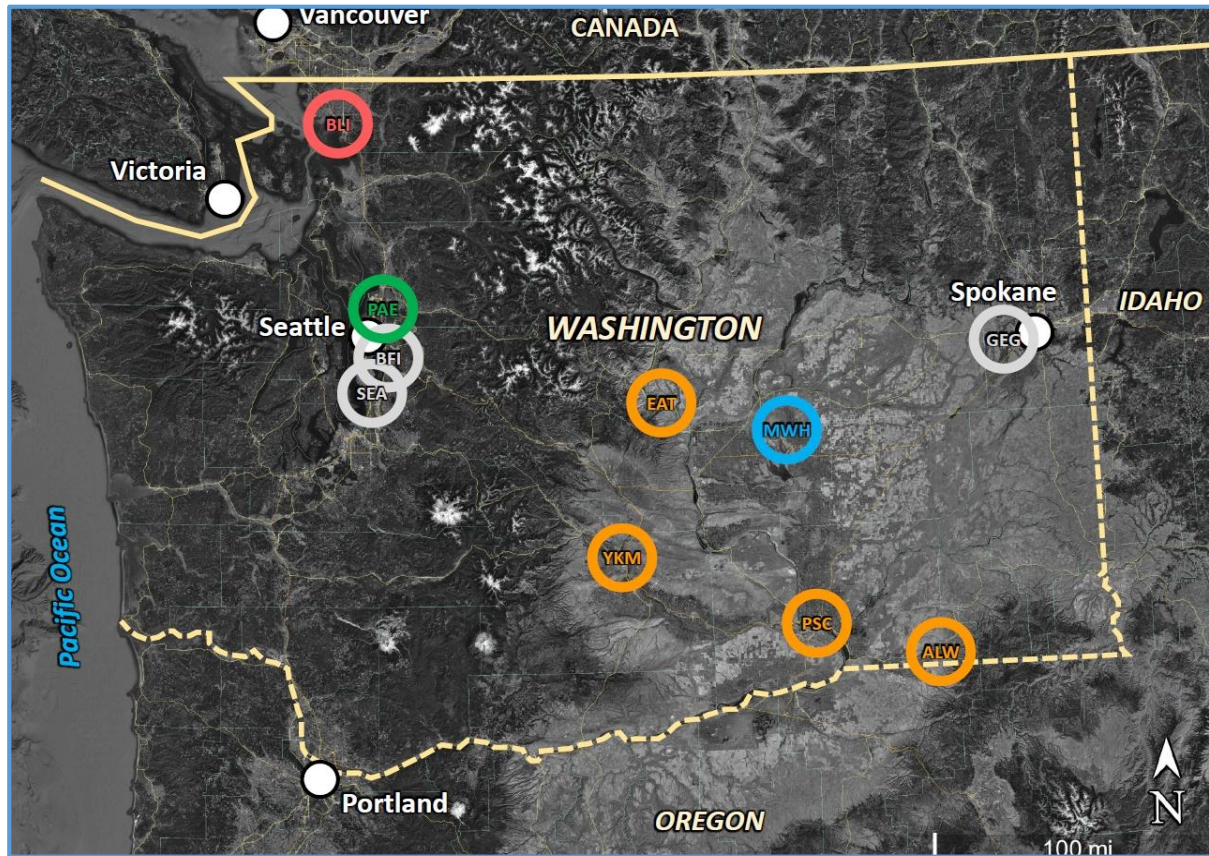 Vancouver
CANADA
BLI
Victoria
PAE
Seattle
WASHINGTON
Spokane
IDAHO
BFI
GEG
SEA
EAT
MWH
Pacific Ocean
YKM
PSC
ALW
Portland
OREGON
N
100 mi